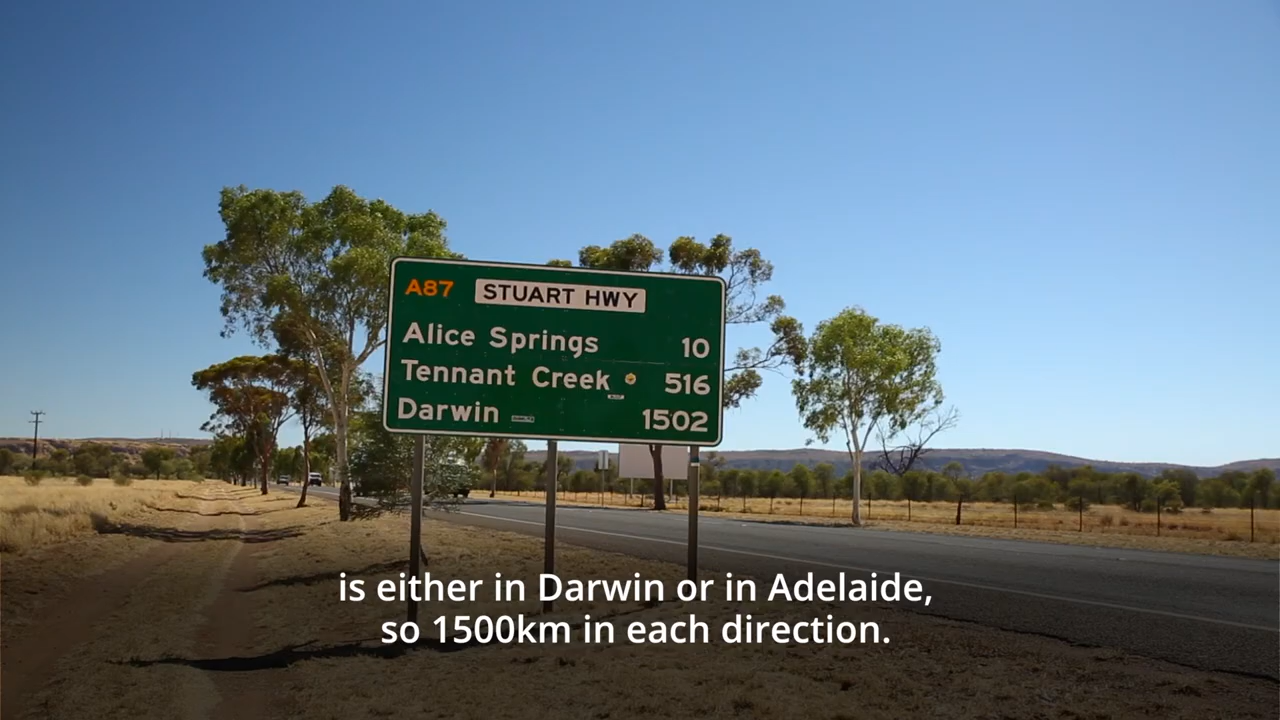 A87 STUART HWY
Alice Springs 10
Tennant Creek 516
Darwin 1502
is either in Darwin or in Adelaide,
so 1500km in each direction.